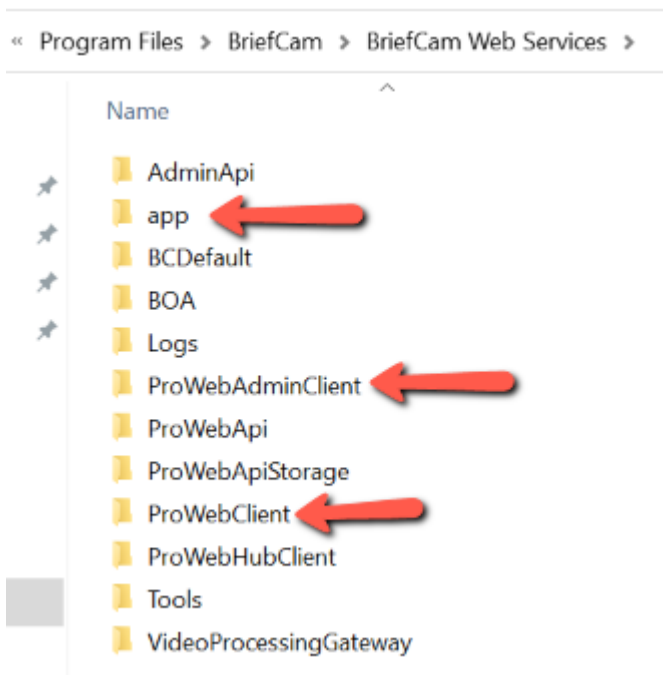 « Program Files > BriefCam > BriefCam Web Services >
Name
AdminApi
app
BCDefault
BOA
Logs
ProWebAdminClient
ProWebApi
ProWebApiStorage
ProWebClient
ProWebHubClient
Tools
VideoProcessingGateway